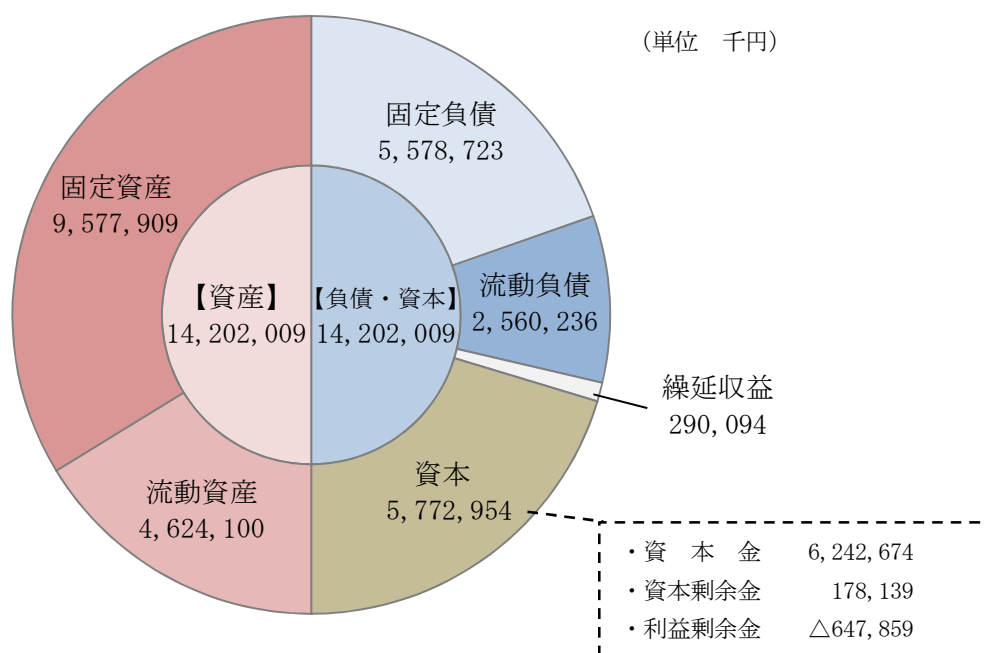 （単位　千円）
固定負債
5,578,723
固定資産
9,577,909
流動負債
2,560,236
【資産】
14,202,009
【負債・資本】
14,202,009
繰延収益
290,094
資本
5,772,954
流動資産
4,624,100
・資　本　金　　6,242,674
・資本剰余金　　178,139
・利益剰余金　　△647,859